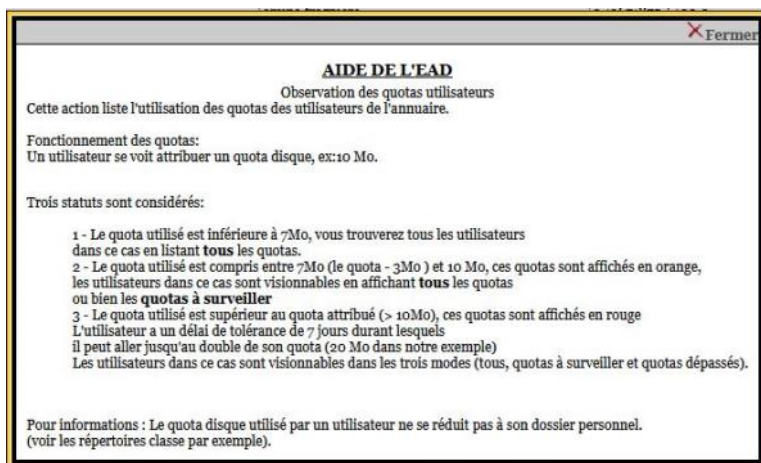 Fermer
AIDE DE L'EAD
Observation des quotas utilisateurs
Cette action liste l'utilisation des quotas des utilisateurs de l'annuaire.
Fonctionnement des quotas:
Un utilisateur se voit attribuer un quota disque, ex:10 Mo.
Trois statuts sont considérés:
1 - Le quota utilisé est inférieure à 7Mo, vous trouverez tous les utilisateurs
dans ce cas en listant tous les quotas.
2 - Le quota utilisé est compris entre 7Mo (le quota - 3Mo ) et 10 Mo, ces quotas sont affichés en orange,
les utilisateurs dans ce cas sont visionnables en affichant tous les quotas
ou bien les quotas à surveiller
3 - Le quota utilisé est supérieur au quota attribué (> 10Mo), ces quotas sont affichés en rouge
L'utilisateur a un délai de tolérance de 7 jours durant lesquels
il peut aller jusqu'au double de son quota (20 Mo dans notre exemple)
Les utilisateurs dans ce cas sont visionnables dans les trois modes (tous, quotas à surveiller et quotas dépassés).
Pour informations : Le quota disque utilisé par un utilisateur ne se réduit pas à son dossier personnel.
(voir les répertoires classe par exemple).